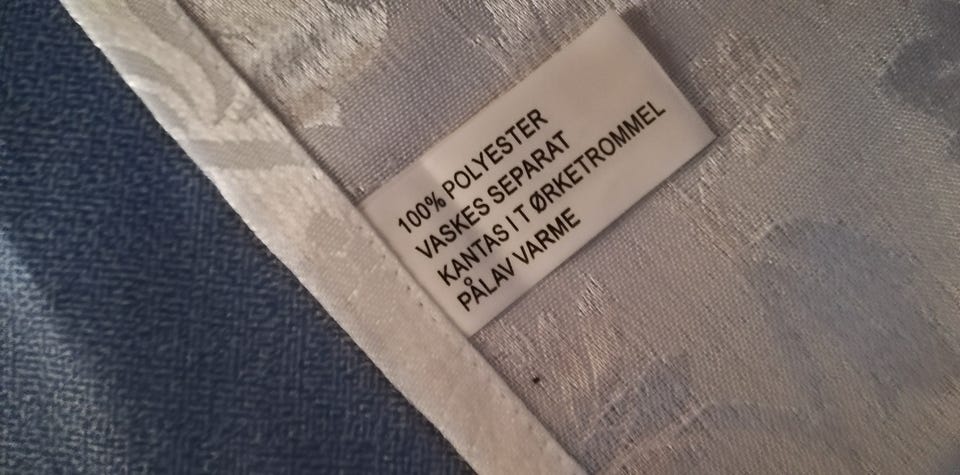 100% POLYESTER
VASKES SEPARAT
KANTAS I T ØRKETROMMEL
PÅLAV VARME